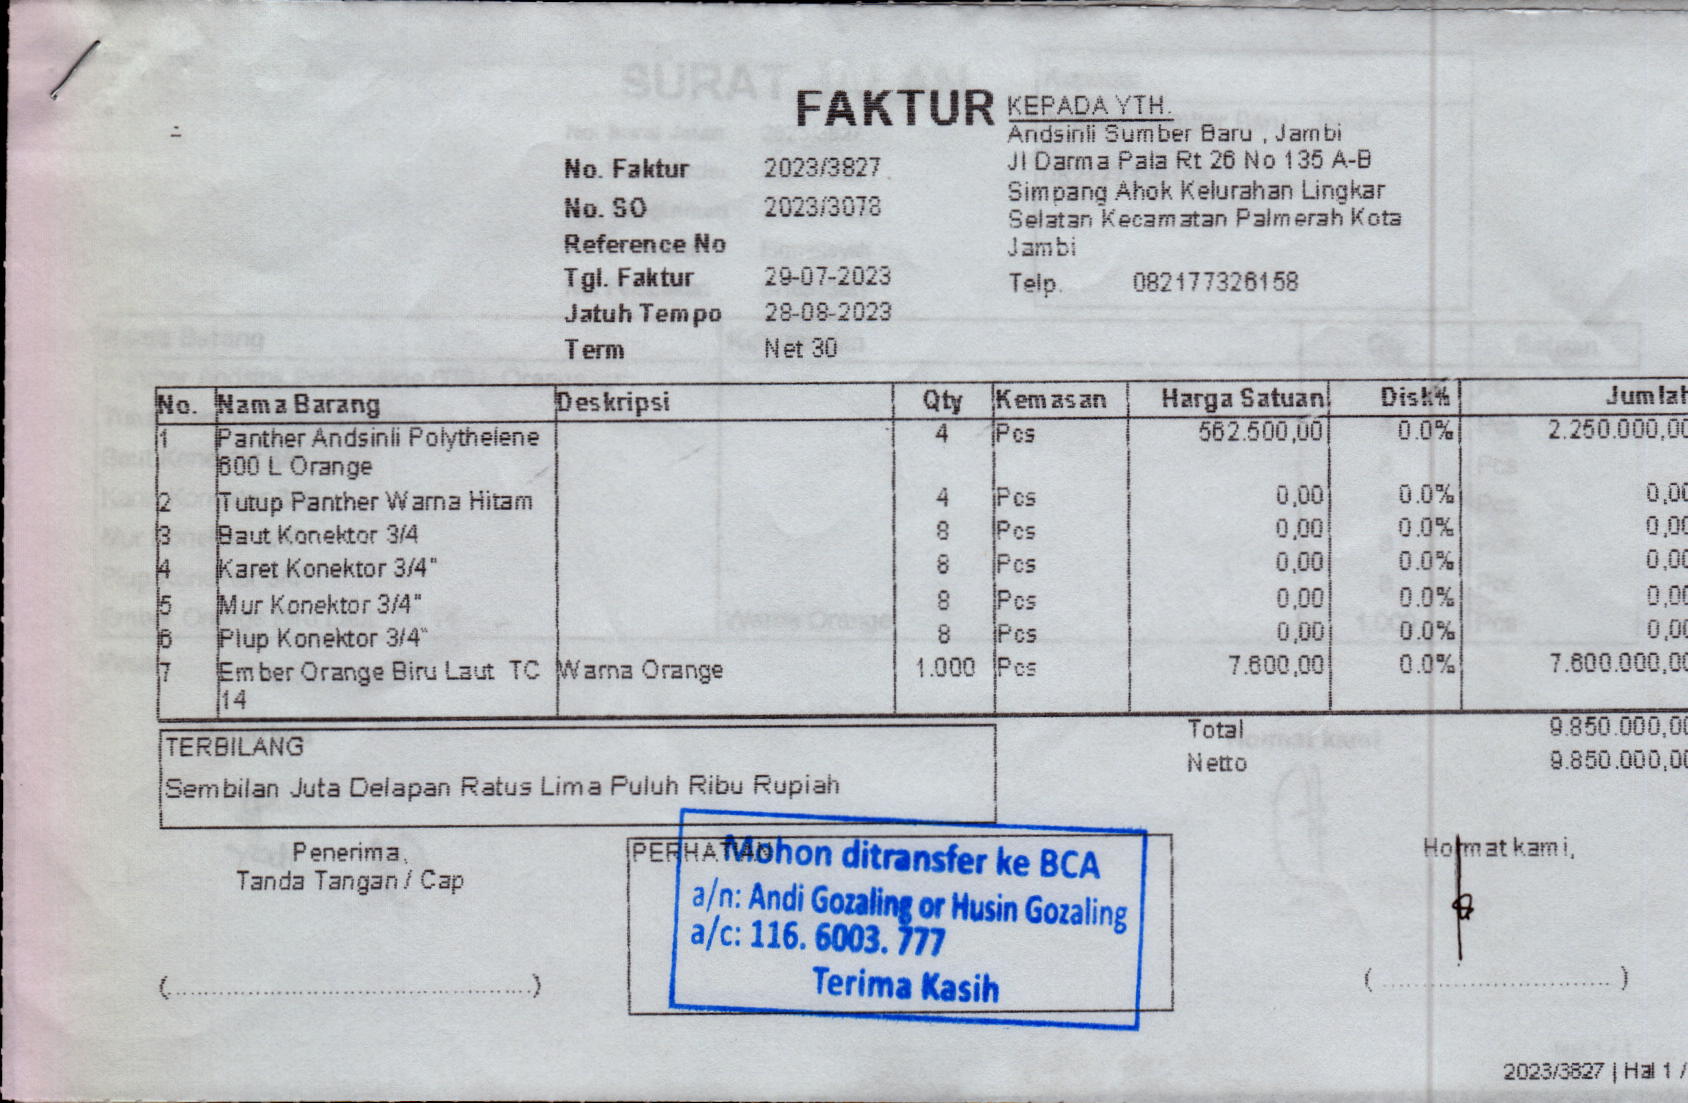 FAKTUR
No. Faktur 2023/3827
No. SO 2023/3078
Reference No
Tgl. Faktur 29-07-2023
Jatuh Tempo 28-08-2023
Term Net 30
KEPADA YTH.
Andsinli Sumber Baru , Jambi
Jl Darma Pala Rt 26 No 135 A-B
Simpang Ahok Kelurahan Lingkar
Selatan Kecamatan Palmerah Kota
Jambi
Telp. 082177326158
No. Nama Barang Deskripsi Qty Kemasan Harga Satuan Disk% Jumlah
1 Panther Andsinli Polythelene 4 Pcs 562.500,00 0.0% 2.250.000,00
600 L Orange
2 Tutup Panther Warna Hitam 4 Pcs 0,00 0.0% 0,00
3 Baut Konektor 3/4 8 Pcs 0,00 0.0% 0,00
4 Karet Konektor 3/4" 8 Pcs 0,00 0.0% 0,00
5 Mur Konektor 3/4" 8 Pcs 0,00 0.0% 0,00
6 Plup Konektor 3/4" 8 Pcs 0,00 0.0% 0,00
7 Ember Orange Biru Laut TC Warna Orange 1.000 Pcs 7.600,00 0.0% 7.600.000,00
14
Total 9.850.000,00
Netto 9.850.000,00
TERBILANG
Sembilan Juta Delapan Ratus Lima Puluh Ribu Rupiah
Penerima,
Tanda Tangan / Cap
(........................................)
PERHATIAN
Mohon ditransfer ke BCA
a/n: Andi Gozaling or Husin Gozaling
a/c: 116. 6003. 777
Terima Kasih
Hormat kami,
(............................)
2023/3827 | Hal 1 /